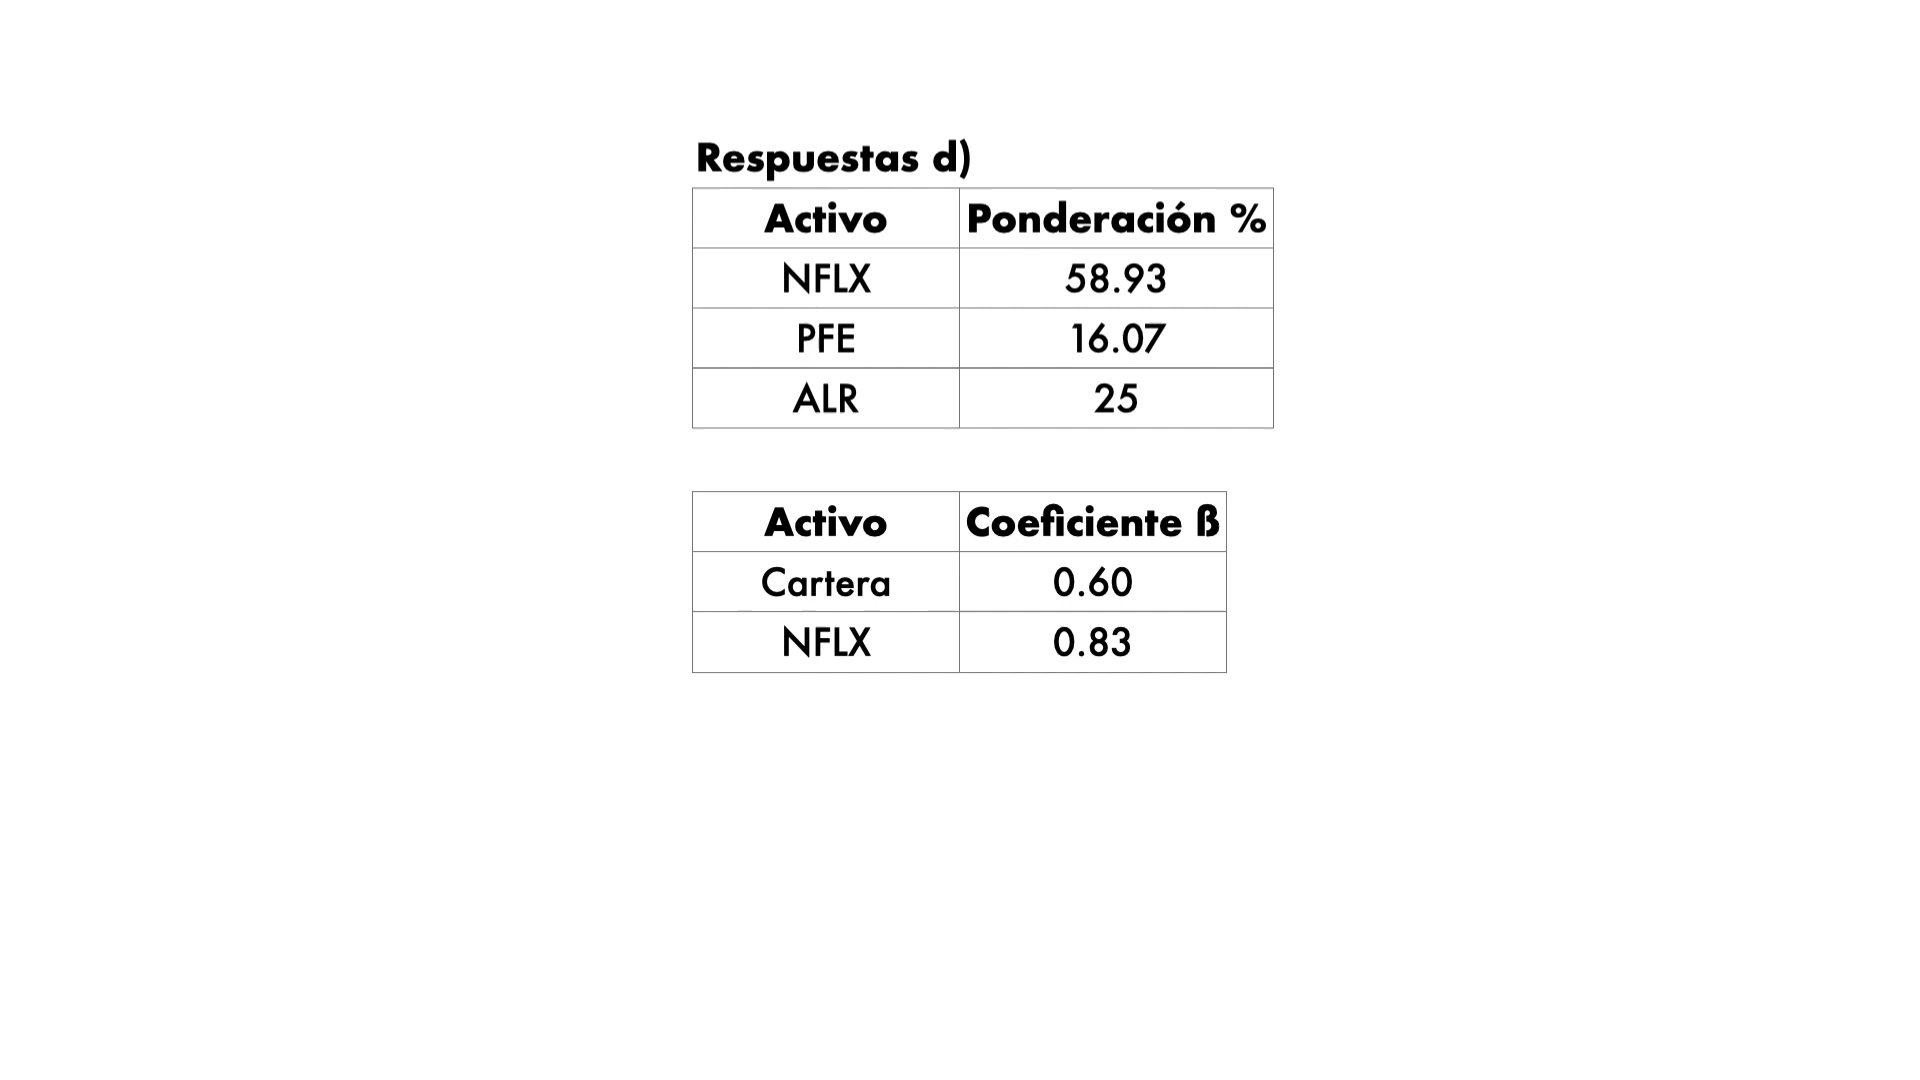 Respuestas d)
Activo Ponderación %
NFLX 58.93
PFE 16.07
ALR 25
Activo Coeficiente ß
Cartera 0.60
NFLX 0.83